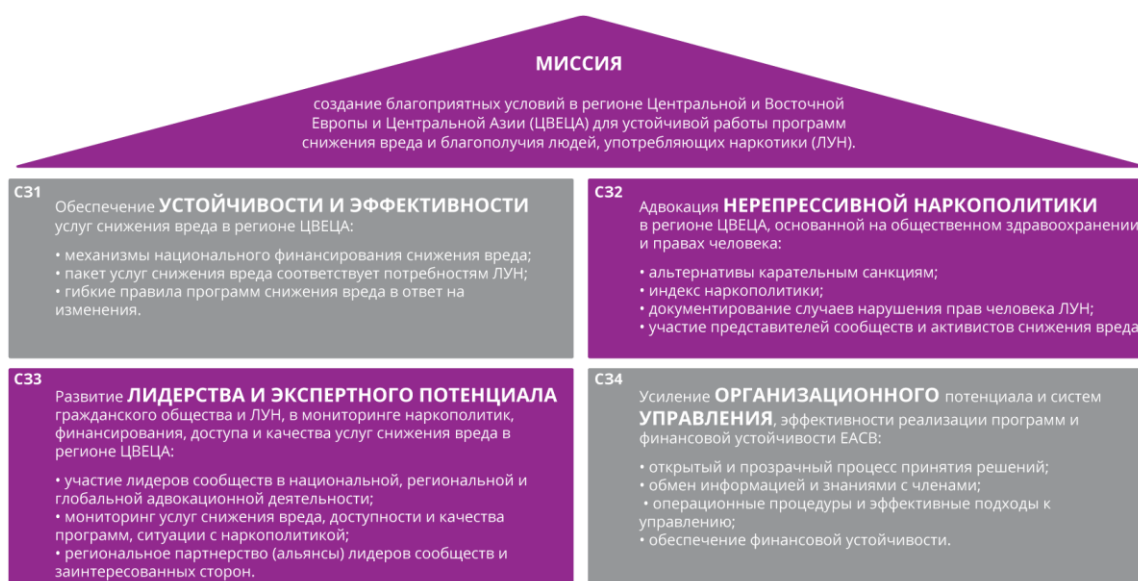 МИССИЯ
создание благоприятных условий в регионе Центральной и Восточной
Европы и Центральной Азии (ЦВЕЦА) для устойчивой работы программ
снижения вреда и благополучия людей, употребляющих наркотики (ЛУН).
СЗ1
Обеспечение УСТОЙЧИВОСТИ И ЭФФЕКТИВНОСТИ
услуг снижения вреда в регионе ЦВЕЦА:
• механизмы национального финансирования снижения вреда;
• пакет услуг снижения вреда соответствует потребностям ЛУН;
• гибкие правила программ снижения вреда в ответ на
изменения.
СЗ2
Адвокация НЕРЕПРЕССИВНОЙ НАРКОПОЛИТИКИ
в регионе ЦВЕЦА, основанной на общественном здравоохранении
и правах человека:
• альтернативы карательным санкциям;
• индекс наркополитики;
• документирование случаев нарушения прав человека ЛУН;
• участие представителей сообществ и активистов снижения вреда
СЗ3
Развитие ЛИДЕРСТВА И ЭКСПЕРТНОГО ПОТЕНЦИАЛА
гражданского общества и ЛУН, в мониторинге наркополитик,
финансирования, доступа и качества услуг снижения вреда в
регионе ЦВЕЦА:
• участие лидеров сообществ в национальной, региональной и
глобальной адвокационной деятельности;
• мониторинг услуг снижения вреда, доступности и качества
программ, ситуации с наркополитикой;
• региональное партнерство (альянсы) лидеров сообществ и
заинтересованных сторон.
СЗ4
Усиление ОРГАНИЗАЦИОННОГО потенциала и систем
УПРАВЛЕНИЯ, эффективности реализации программ и
финансовой устойчивости ЕАСВ:
• открытый и прозрачный процесс принятия решений;
• обмен информацией и знаниями с членами;
• операционные процедуры и эффективные подходы к
управлению;
• обеспечение финансовой устойчивости.